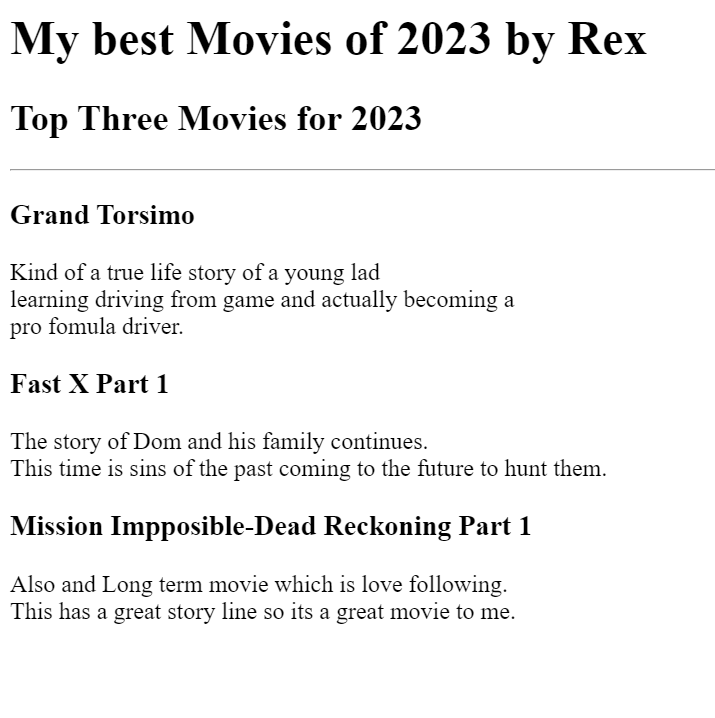 My best Movies of 2023 by Rex
Top Three Movies for 2023
Grand Torsimo
Kind of a true life story of a young lad
learning driving from game and actually becoming a
pro fomula driver.
Fast X Part 1
The story of Dom and his family continues.
This time is sins of the past coming to the future to hunt them.
Mission Impposible-Dead Reckoning Part 1
Also and Long term movie which is love following.
This has a great story line so its a great movie to me.